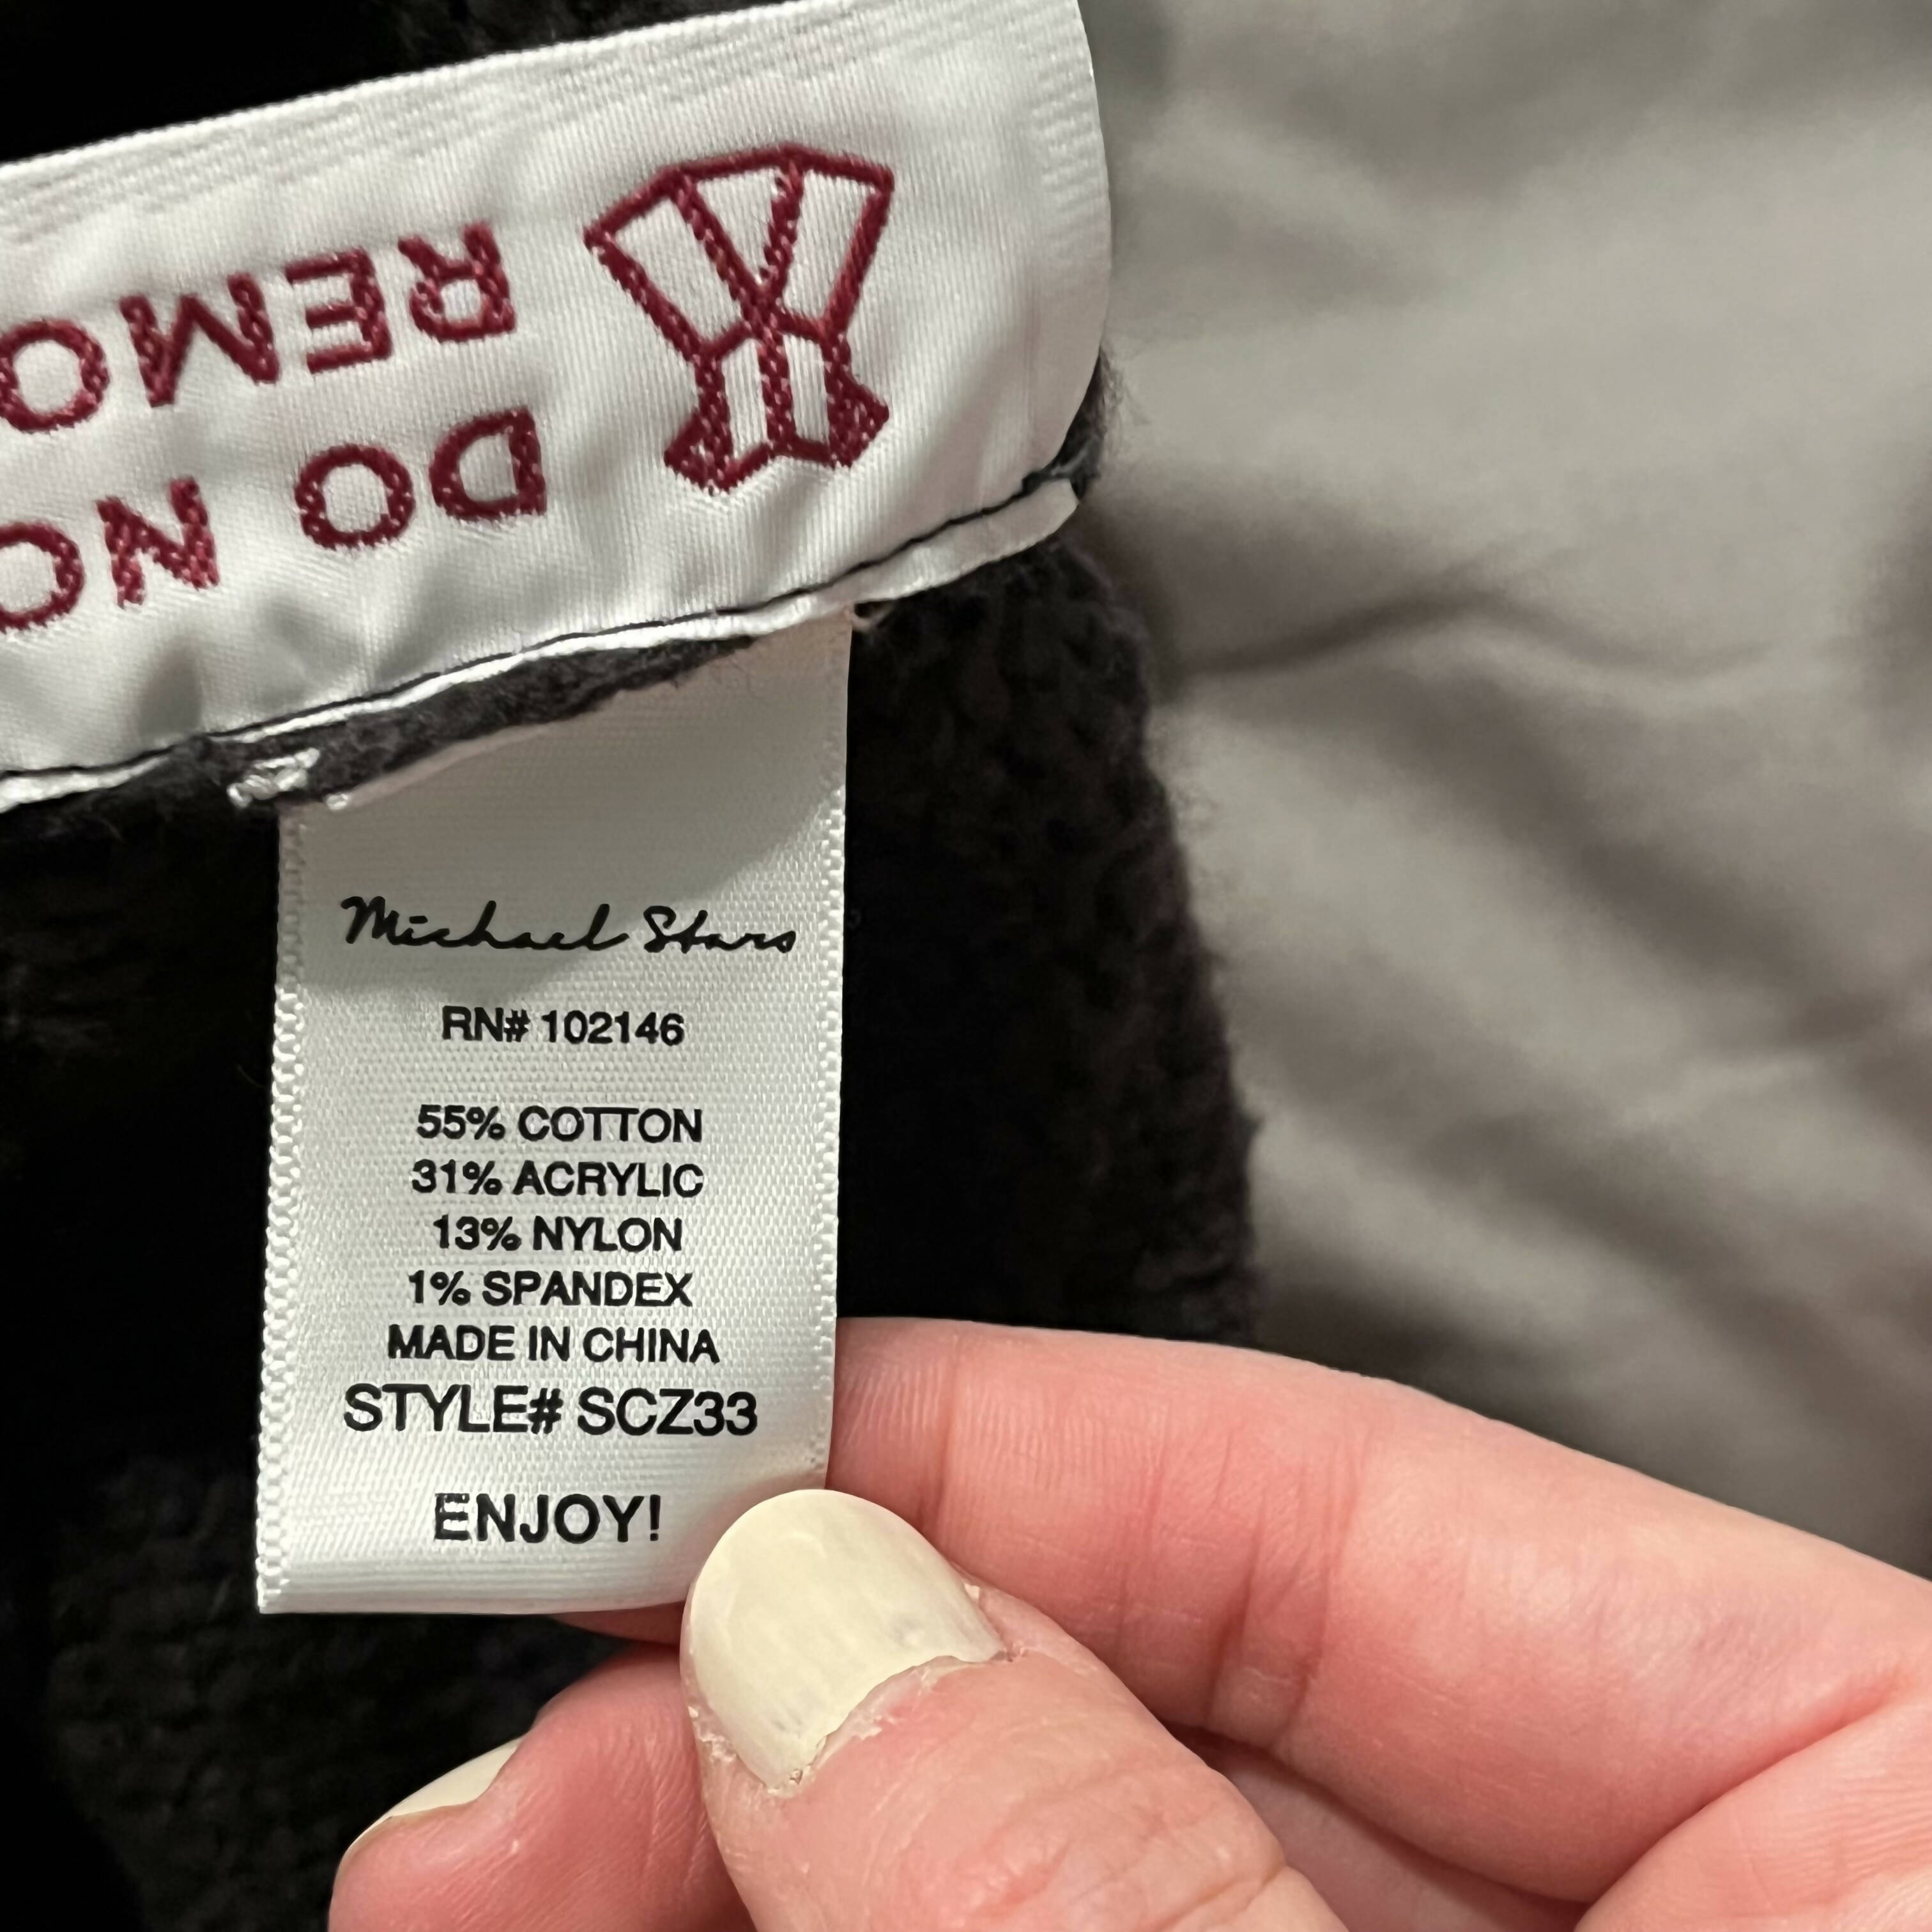 DO NO
REMO
Michael Stars
RN# 102146
55% COTTON
31% ACRYLIC
13% NYLON
1% SPANDEX
MADE IN CHINA
STYLE# SCZ33
ENJOY!